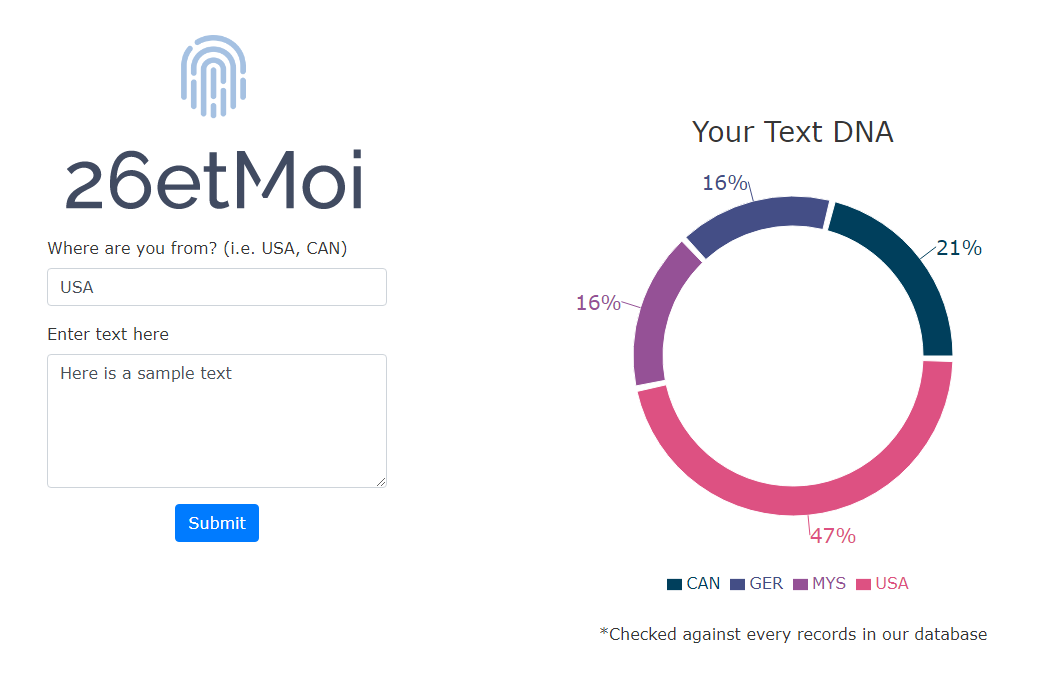 26etMoi
Where are you from? (i.e. USA, CAN)
USA
Enter text here
Here is a sample text
Submit
Your Text DNA
16%
21%
16%
47%
CAN GER MYS USA
*Checked against every records in our database